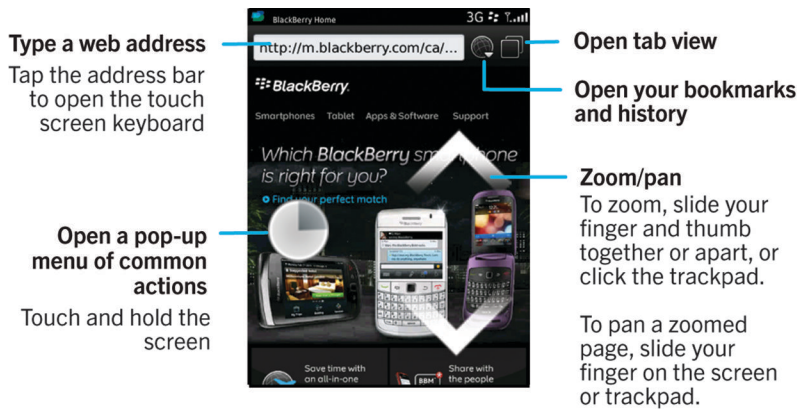 Type a web address
Tap the address bar
to open the touch
screen keyboard
Open a pop-up
menu of common
actions
Touch and hold the
screen
BlackBerry Home
3G
http://m.blackberry.com/ca/...
BlackBerry.
Smartphones Tablet Apps & Software Support
Which BlackBerry smartphone
is right for you?
Find your perfect match
Save time with
an all-in-one
BBM
Share with
the people
Open tab view
Open your bookmarks
and history
Zoom/pan
To zoom, slide your
finger and thumb
together or apart, or
click the trackpad.
To pan a zoomed
page, slide your
finger on the screen
or trackpad.